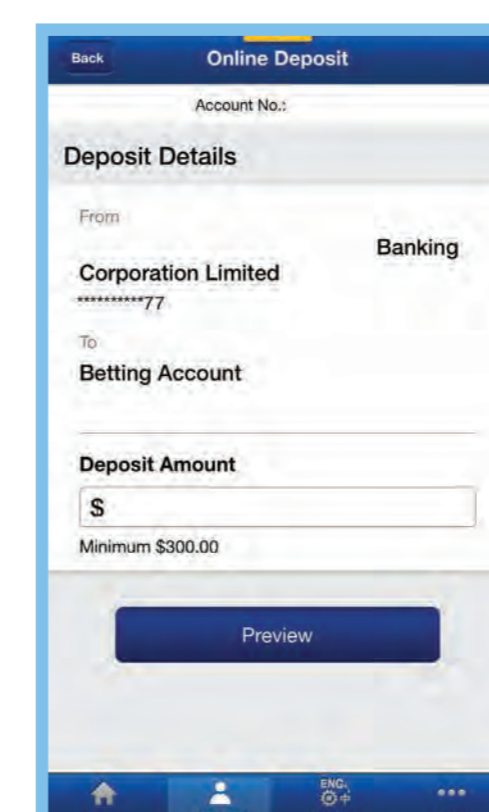 Back
Online Deposit
Account No.:
Deposit Details
From
Banking
Corporation Limited
**********77
To
Betting Account
Deposit Amount
$
Minimum $300.00
Preview
ENG
中